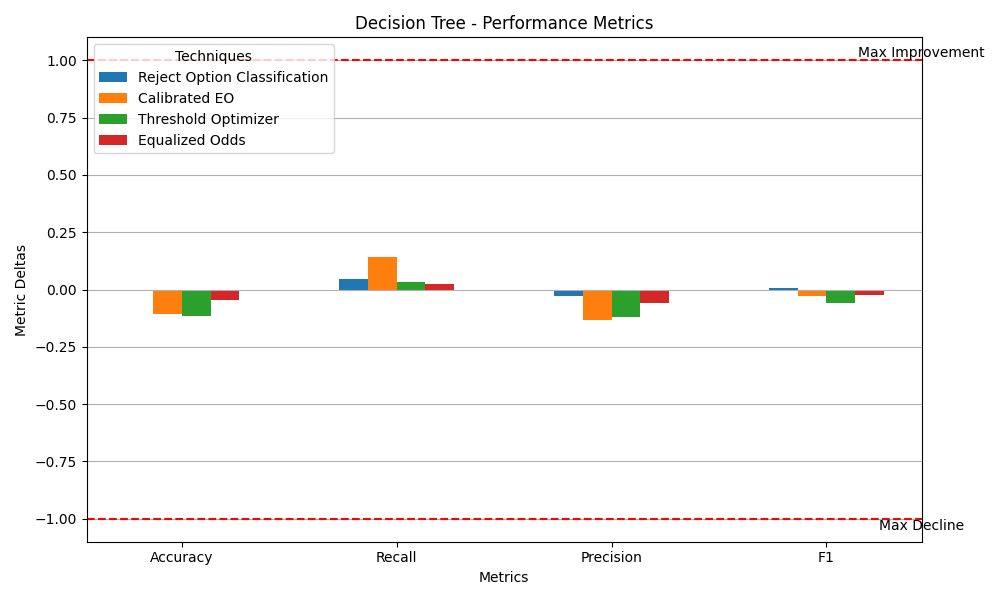 Decision Tree - Performance Metrics
Max Improvement
Techniques
Reject Option Classification
Calibrated EO
Threshold Optimizer
Equalized Odds
1.00
0.75
0.50
0.25
0.00
−0.25
−0.50
−0.75
−1.00
Metric Deltas
Max Decline
Accuracy Recall Precision F1
Metrics